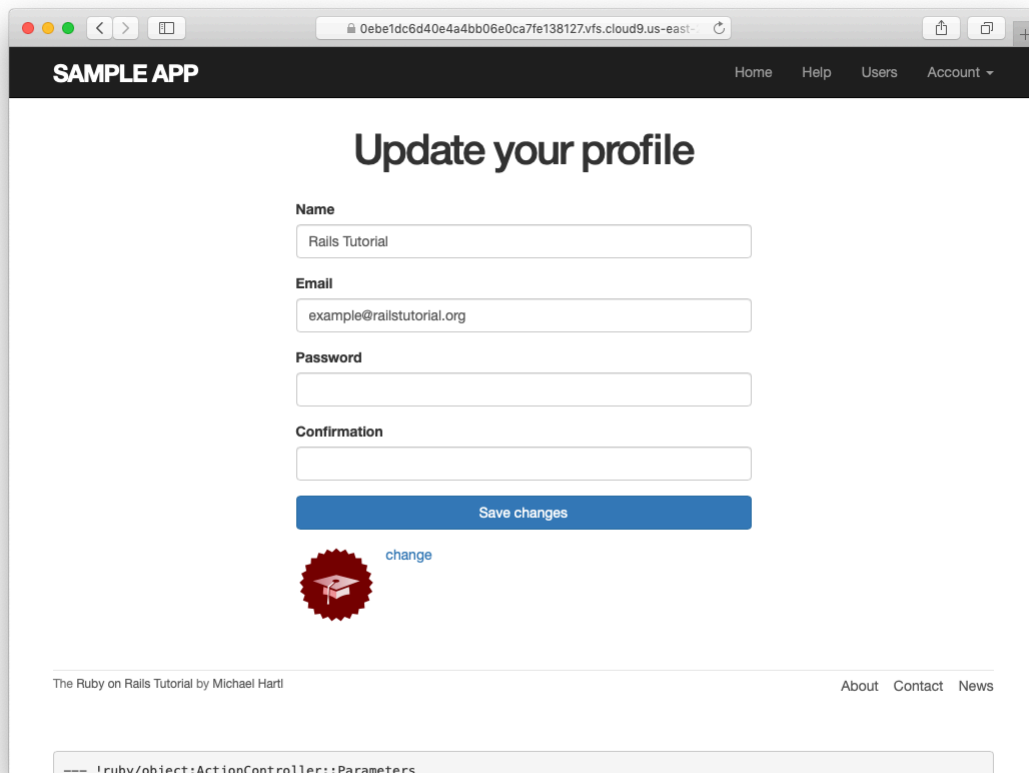 0ebe1dc6d40e4a4bb06e0ca7fe138127.vfs.cloud9.us-east-
SAMPLE APP Home Help Users Account
Update your profile
Name
Rails Tutorial
Email
example@railstutorial.org
Password
Confirmation
Save changes
change
The Ruby on Rails Tutorial by Michael Hartl About Contact News
--- !ruby/object:ActionController::Parameters